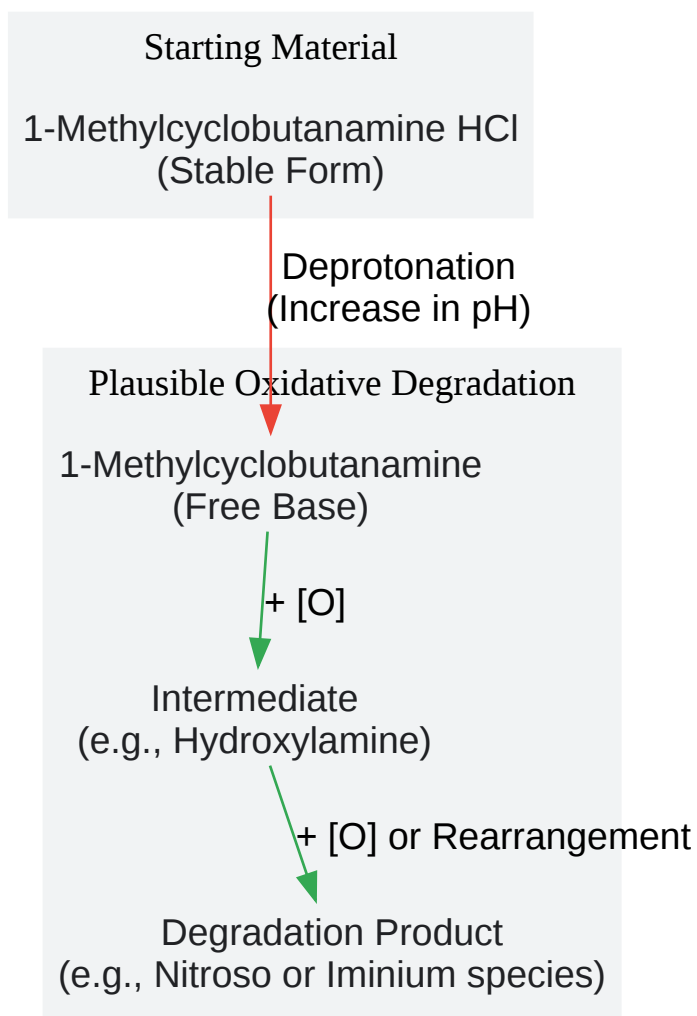 Starting Material
1-Methylcyclobutanamine HCl
(Stable Form)
Deprotonation
(Increase in pH)
Plausible Oxidative Degradation
1-Methylcyclobutanamine
(Free Base)
+ [O]
Intermediate
(e.g., Hydroxylamine)
+ [O] or Rearrangement
Degradation Product
(e.g., Nitroso or Iminium species)